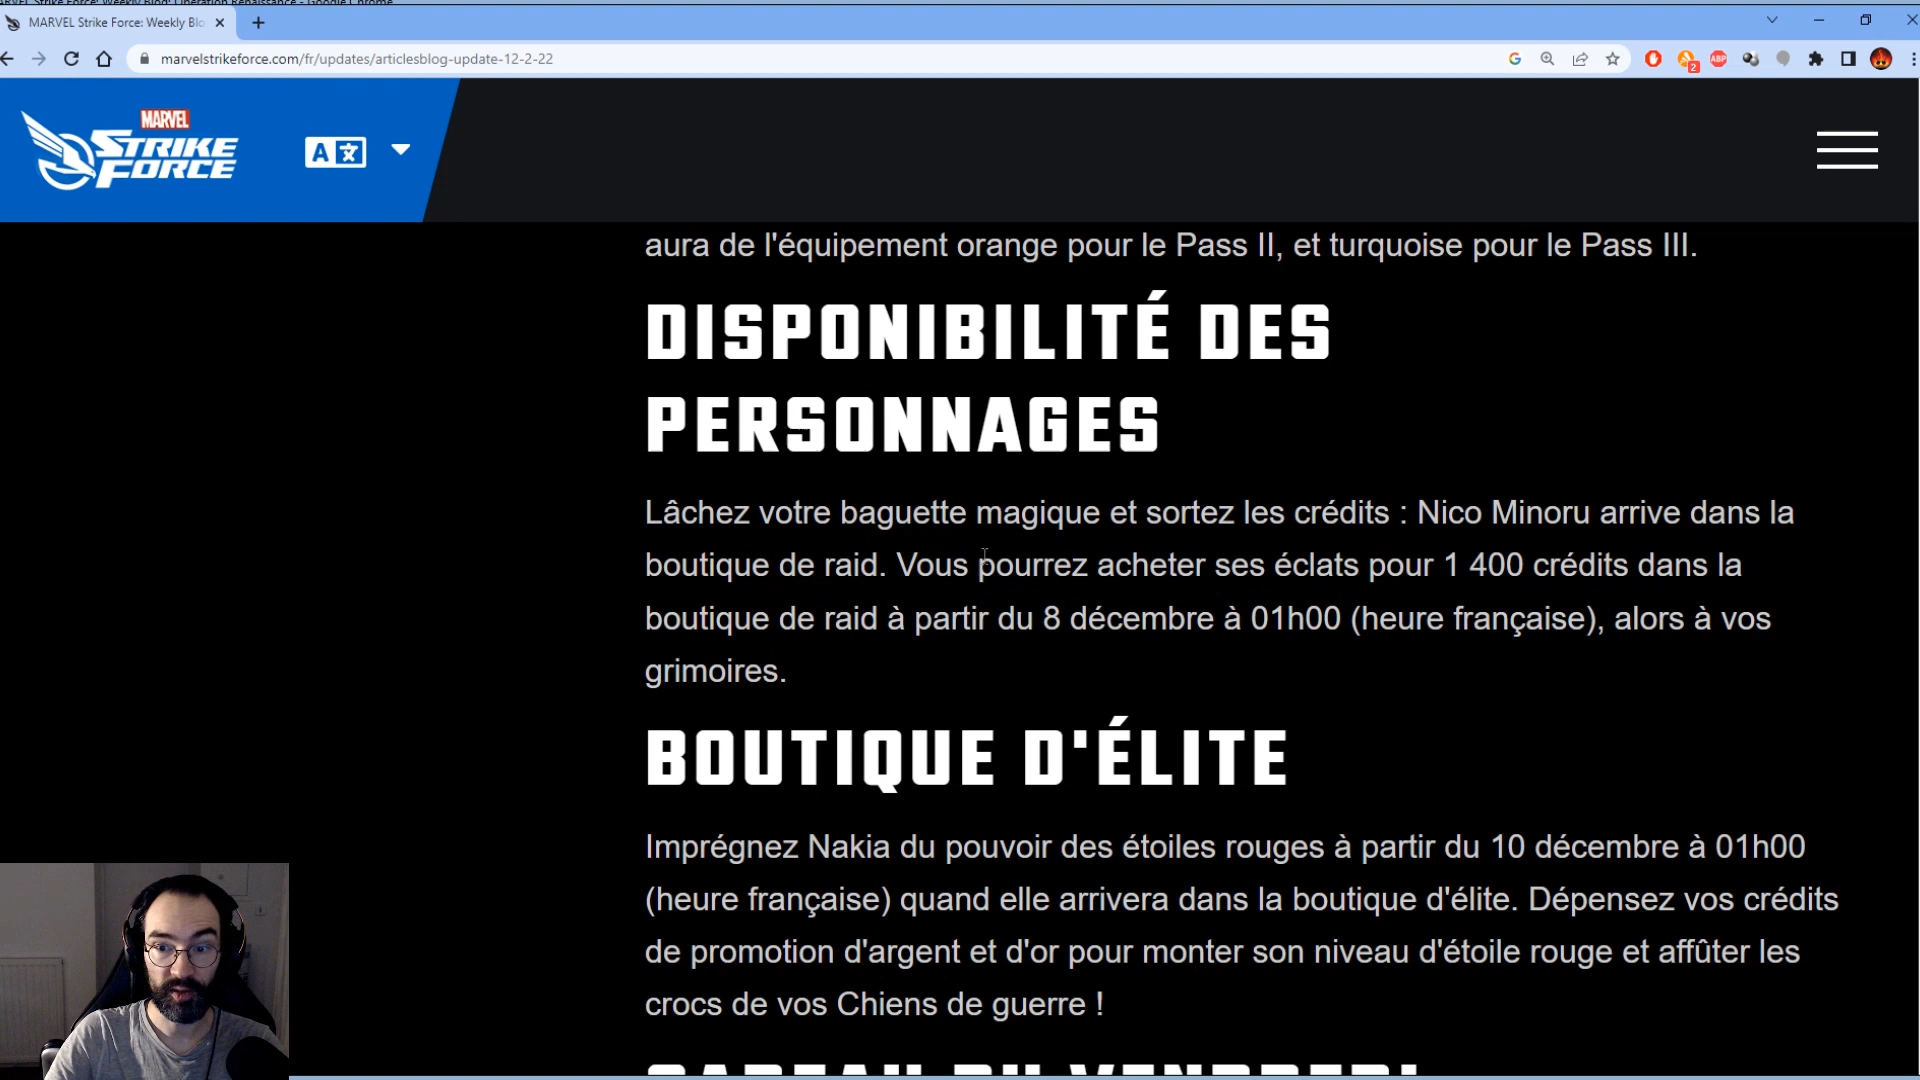 MARVEL Strike Force: Weekly Blog: Opération Renaissance - Google Chrome
MARVEL Strike Force: Weekly Blo
marvelstrikeforce.com/fr/updates/articlesblog-update-12-2-22
2
ABP
MARVEL
STRIKE
FORCE
A
aura de l'équipement orange pour le Pass II, et turquoise pour le Pass III.
DISPONIBILITÉ DES
PERSONNAGES
Lâchez votre baguette magique et sortez les crédits : Nico Minoru arrive dans la
boutique de raid. Vous pourrez acheter ses éclats pour 1 400 crédits dans la
boutique de raid à partir du 8 décembre à 01h00 (heure française), alors à vos
grimoires.
BOUTIQUE D'ÉLITE
Imprégnez Nakia du pouvoir des étoiles rouges à partir du 10 décembre à 01h00
(heure française) quand elle arrivera dans la boutique d'élite. Dépensez vos crédits
de promotion d'argent et d'or pour monter son niveau d'étoile rouge et affûter les
crocs de vos Chiens de guerre !
CADEAU DU VENDREDI